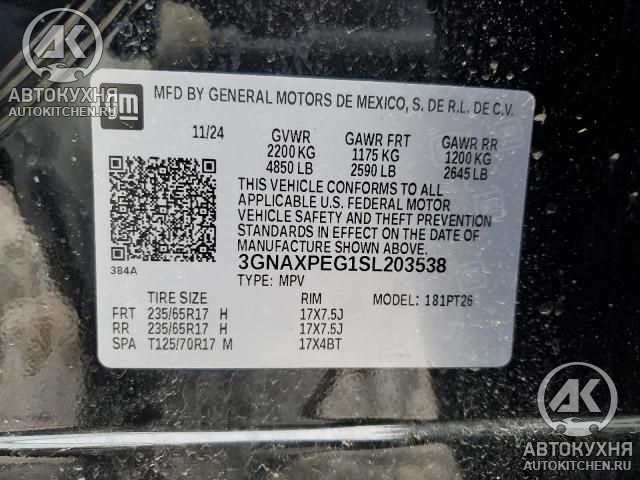 АК
АВТОКУХНЯ
AUTOKITCHEN.RU
gm
MFD BY GENERAL MOTORS DE MEXICO, S. DE R.L. DE C.V.
11/24 GVWR GAWR FRT GAWR RR
2200 KG 1175 KG 1200 KG
4850 LB 2590 LB 2645 LB
THIS VEHICLE CONFORMS TO ALL
APPLICABLE U.S. FEDERAL MOTOR
VEHICLE SAFETY AND THEFT PREVENTION
STANDARDS IN EFFECT ON THE DATE OF
MANUFACTURE SHOWN ABOVE.
384A 3GNAXPEG1SL203538
TYPE: MPV
TIRE SIZE RIM MODEL: 181PT26
FRT 235/65R17 H 17X7.5J
RR 235/65R17 H 17X7.5J
SPA T125/70R17 M 17X4BT
АК
АВТОКУХНЯ
AUTOKITCHEN.RU